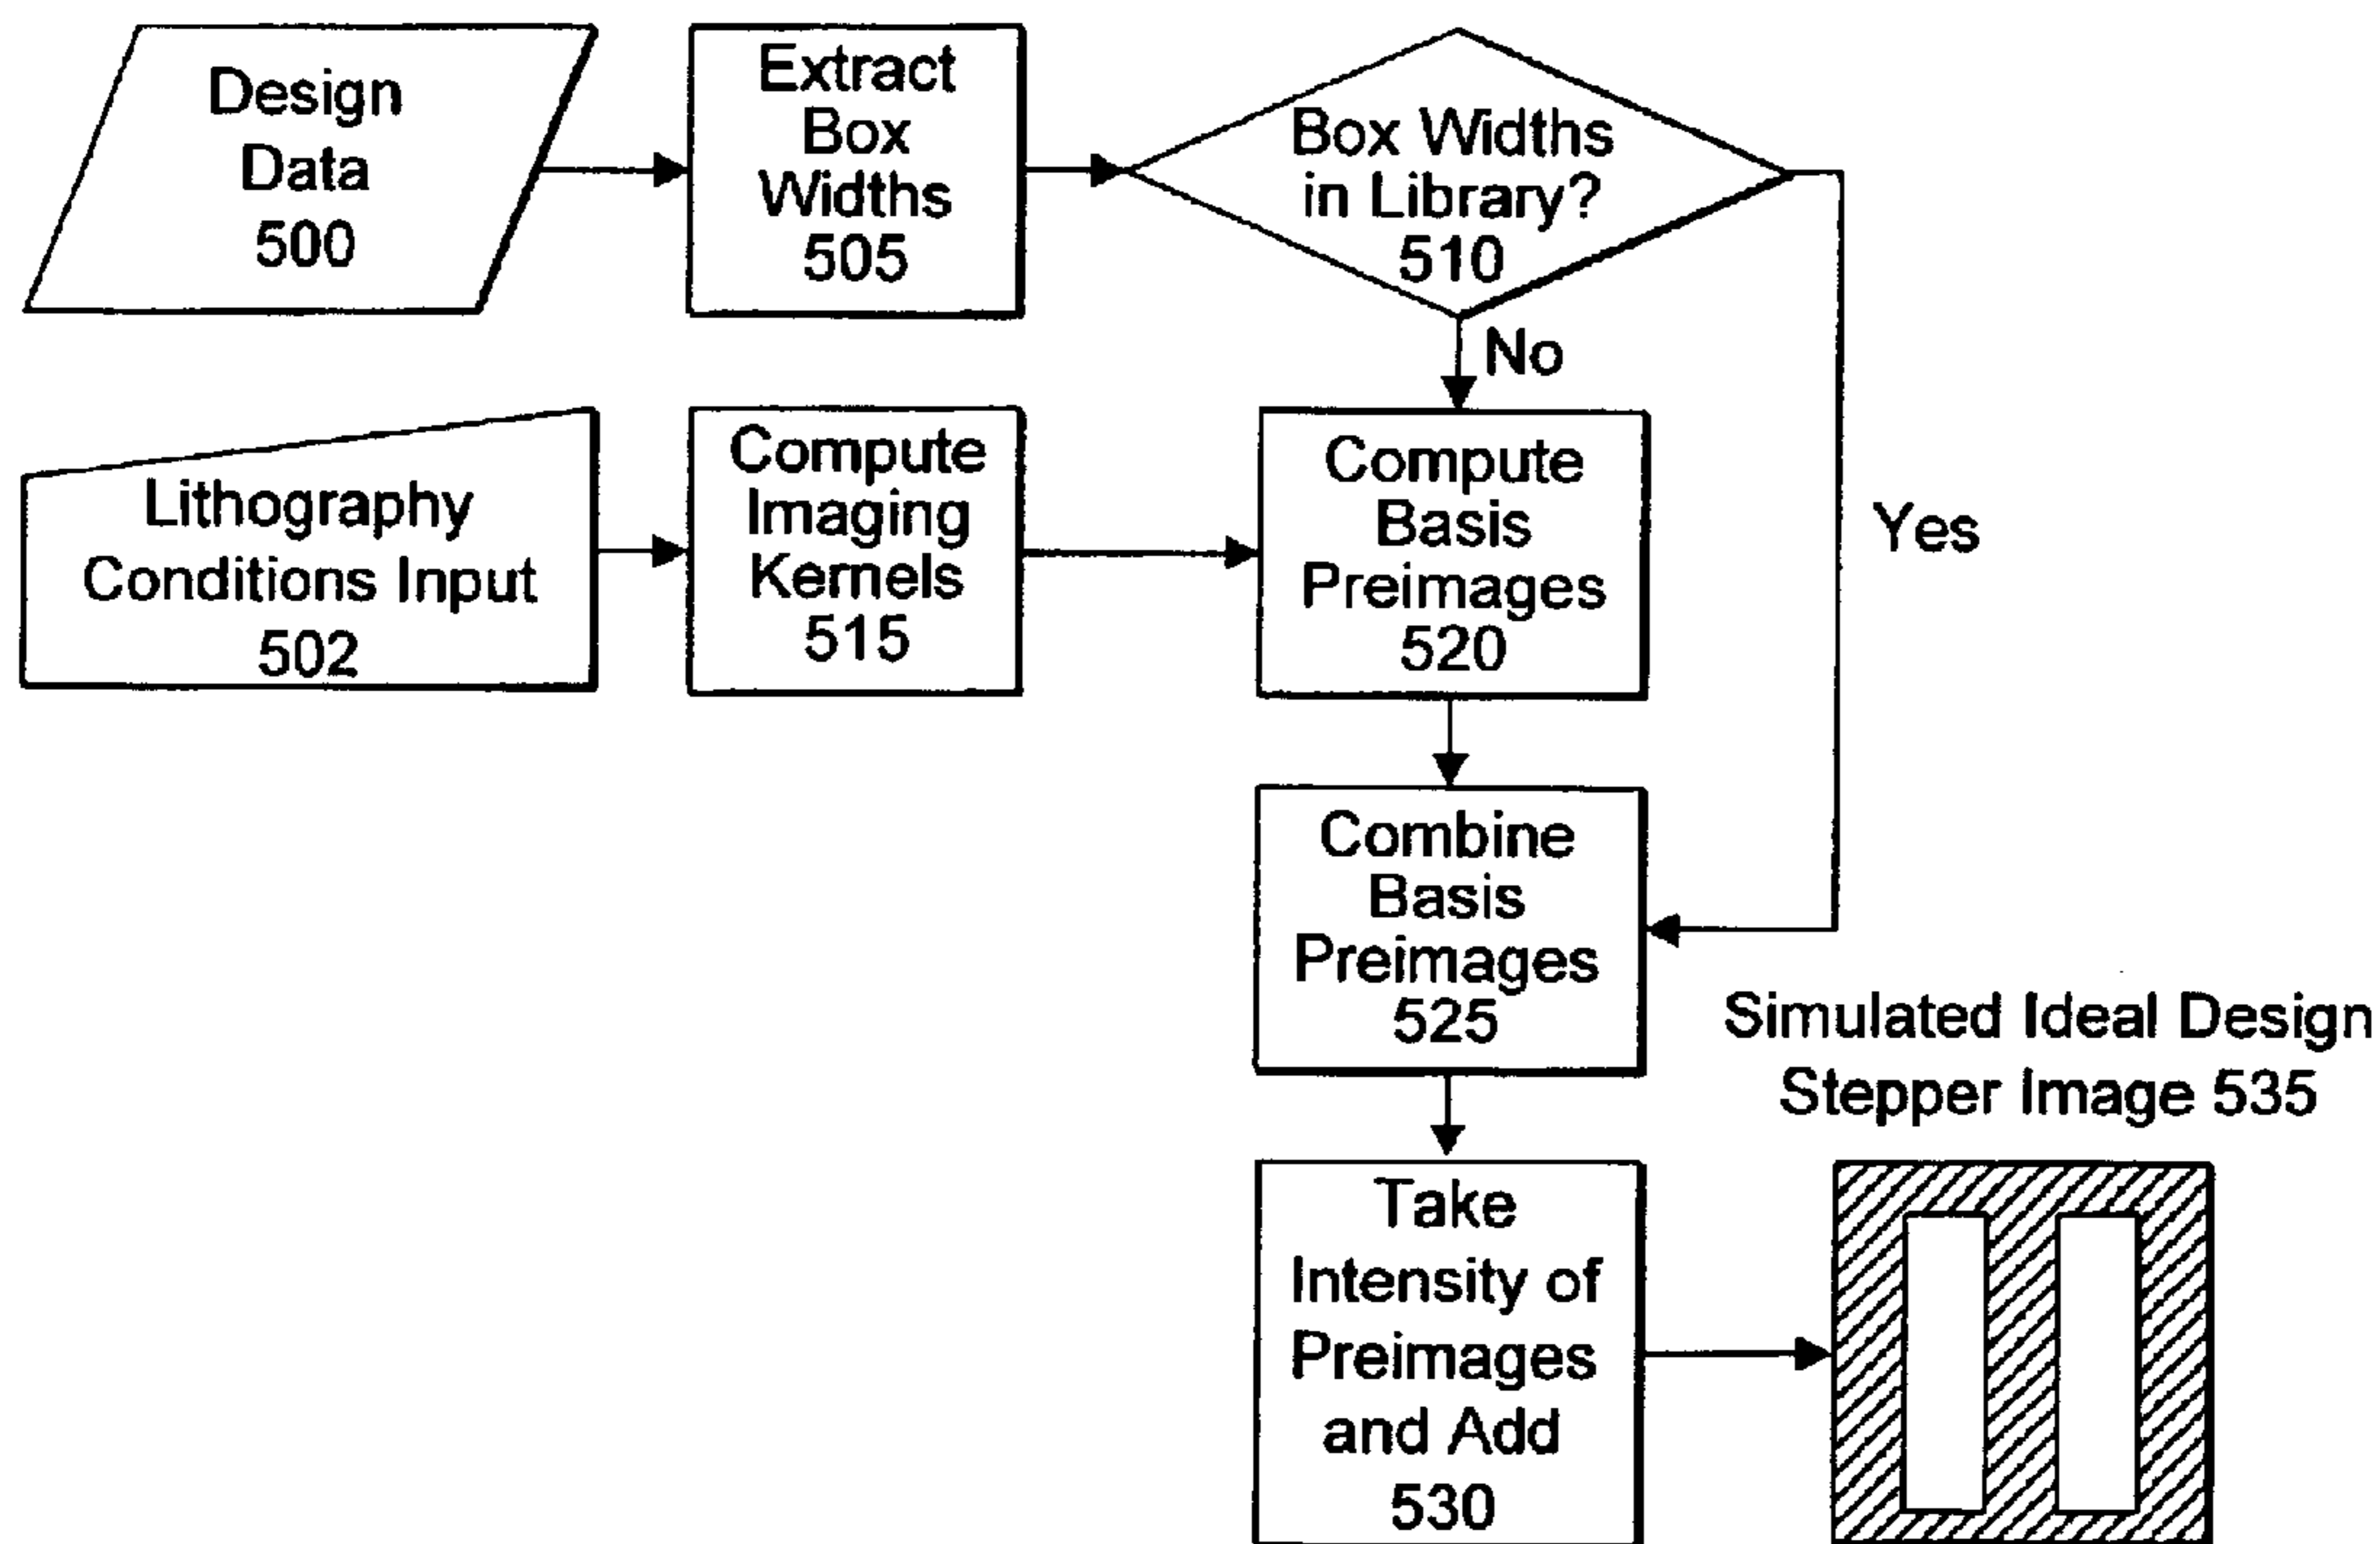 Design
Data
500
Extract
Box
Widths
505
Box Widths
in Library?
510
No
Yes
Lithography
Conditions Input
502
Compute
Imaging
Kernels
515
Compute
Basis
Preimages
520
Combine
Basis
Preimages
525
Simulated Ideal Design
Stepper Image 535
Take
Intensity of
Preimages
and Add
530